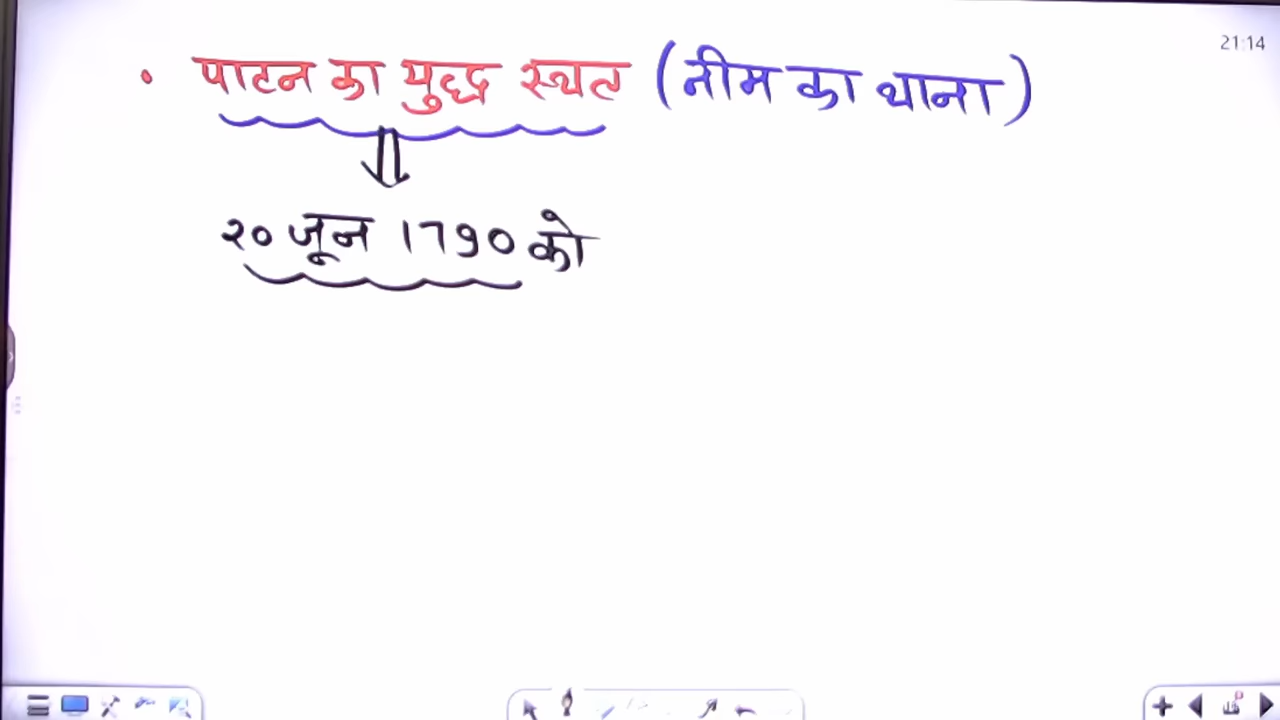 21:14
• पाटन का युद्ध स्थल (नीम का थाना)
२० जून 1790 को